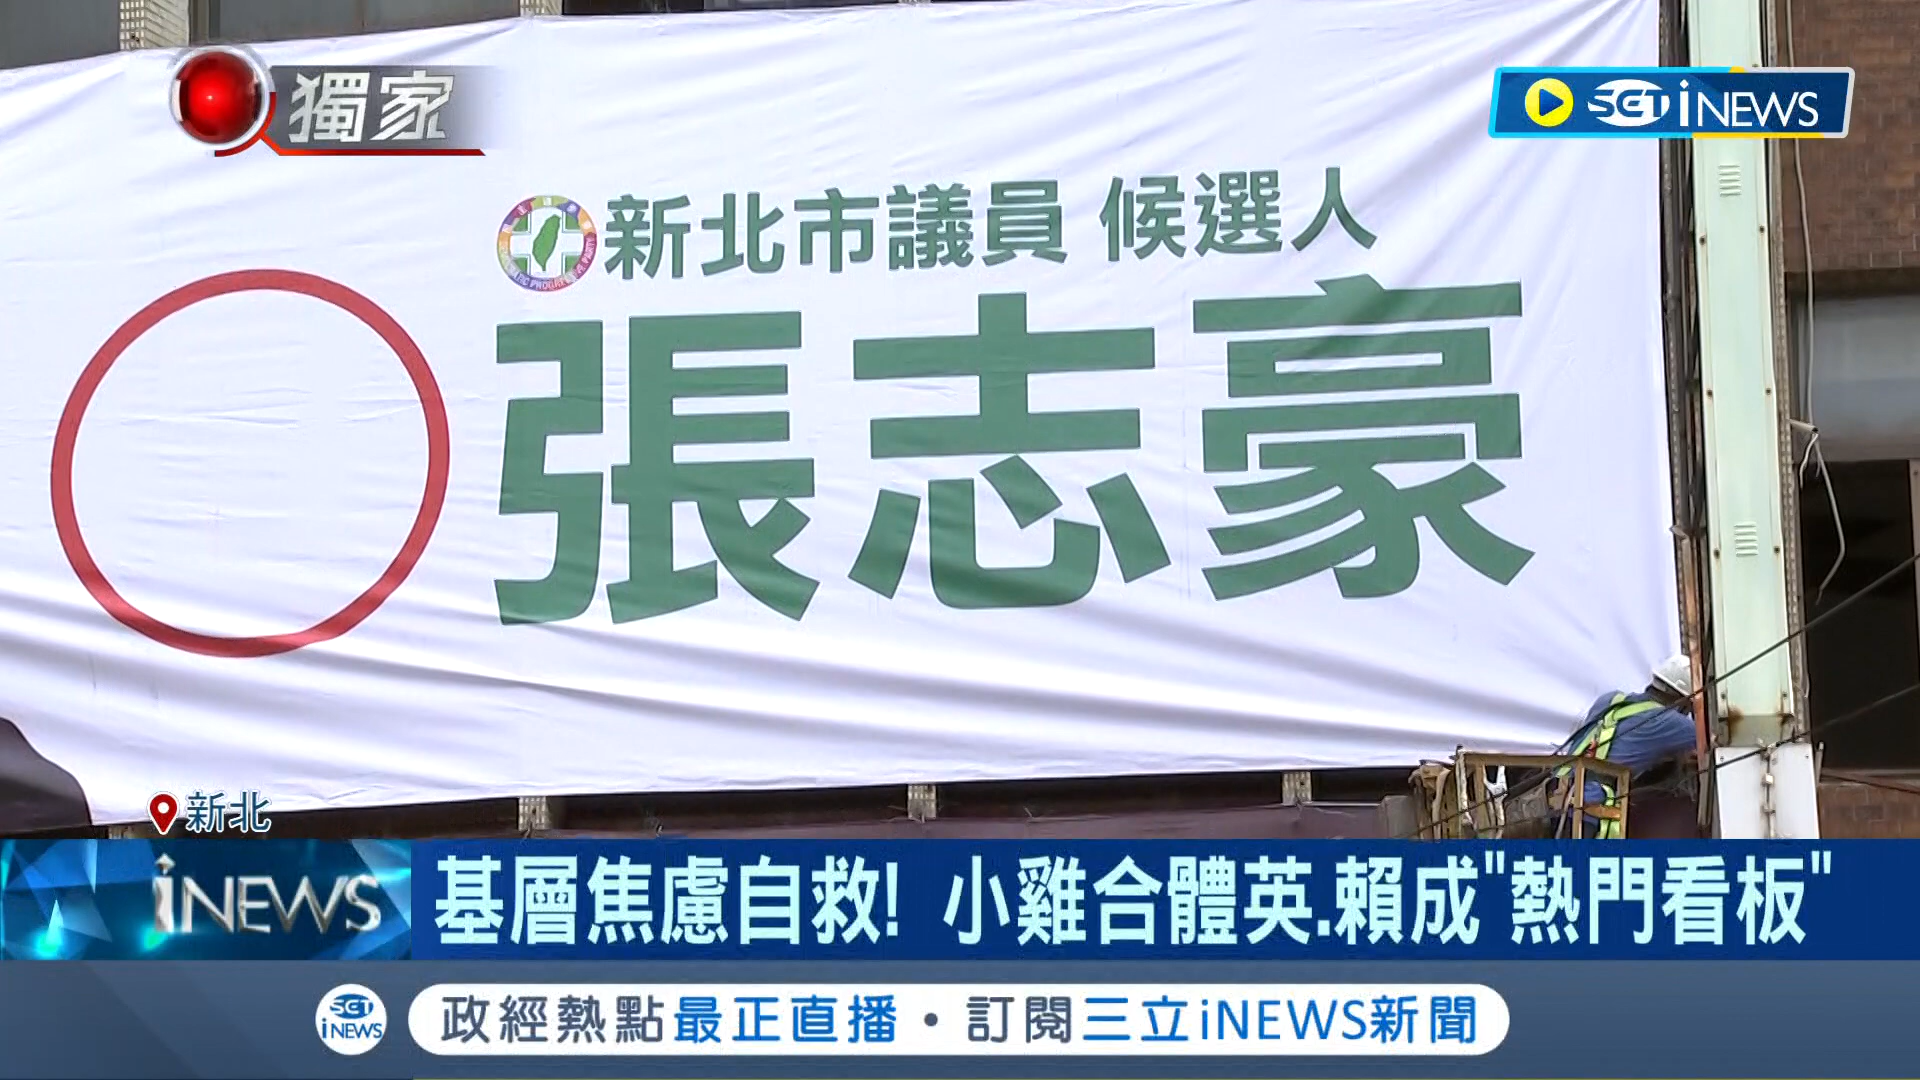 獨家
SET iNEWS
新北市議員 候選人
張志豪
新北
iNEWS 基層焦慮自救! 小雞合體英.賴成"熱門看板"
SET iNEWS 政經熱點最正直播・訂閱三立iNEWS新聞